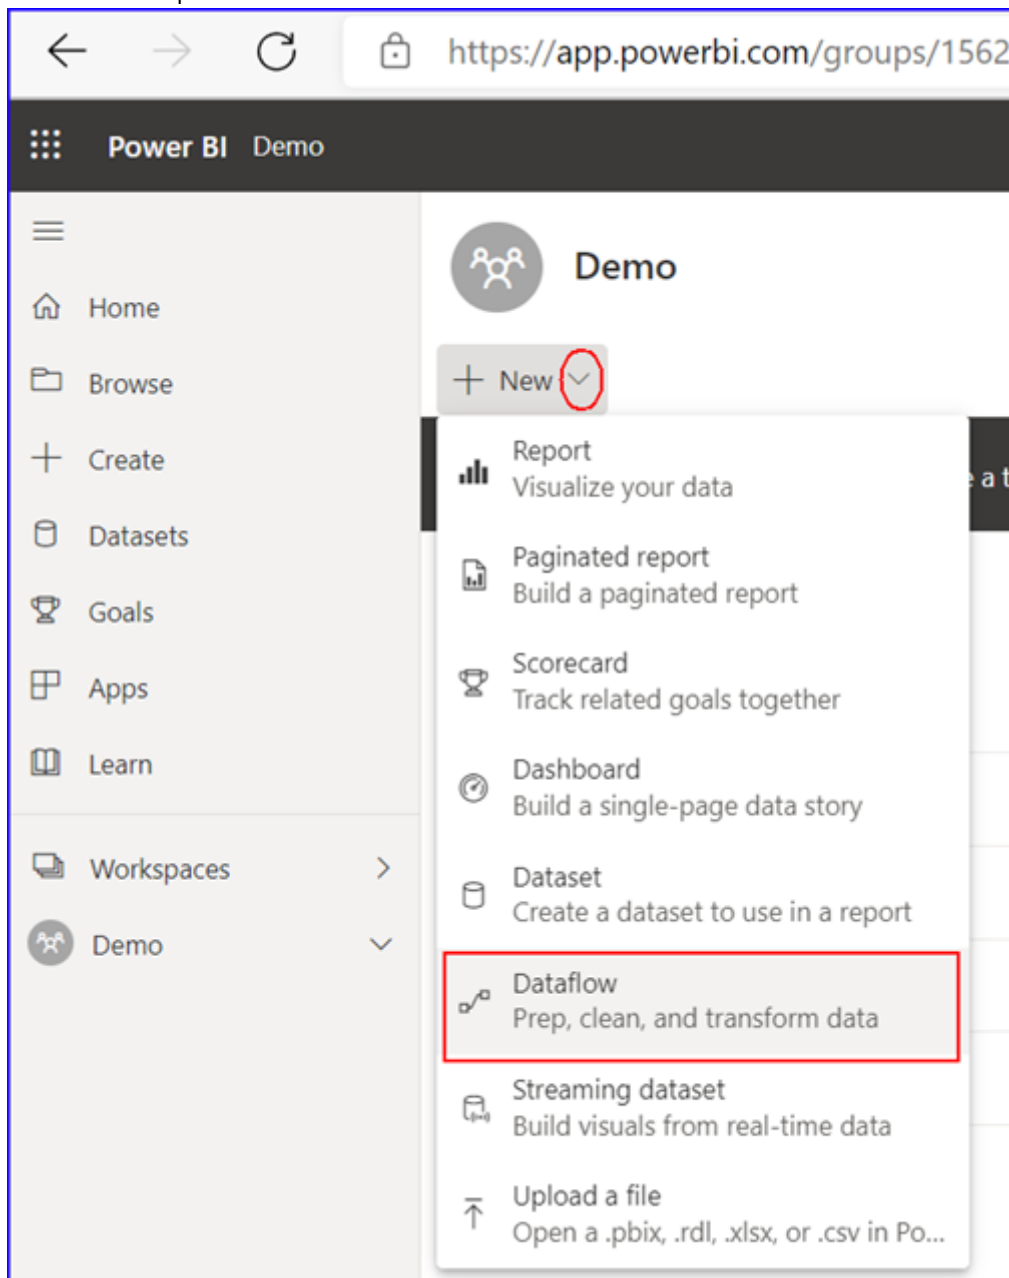 https://app.powerbi.com/groups/1562
Power BI Demo
Demo
Home
Browse
Create
Datasets
Goals
Apps
Learn
Workspaces
Demo
New
a t
Report
Visualize your data
Paginated report
Build a paginated report
Scorecard
Track related goals together
Dashboard
Build a single-page data story
Dataset
Create a dataset to use in a report
Dataflow
Prep, clean, and transform data
Streaming dataset
Build visuals from real-time data
Upload a file
Open a .pbix, .rdl, .xlsx, or .csv in Po...